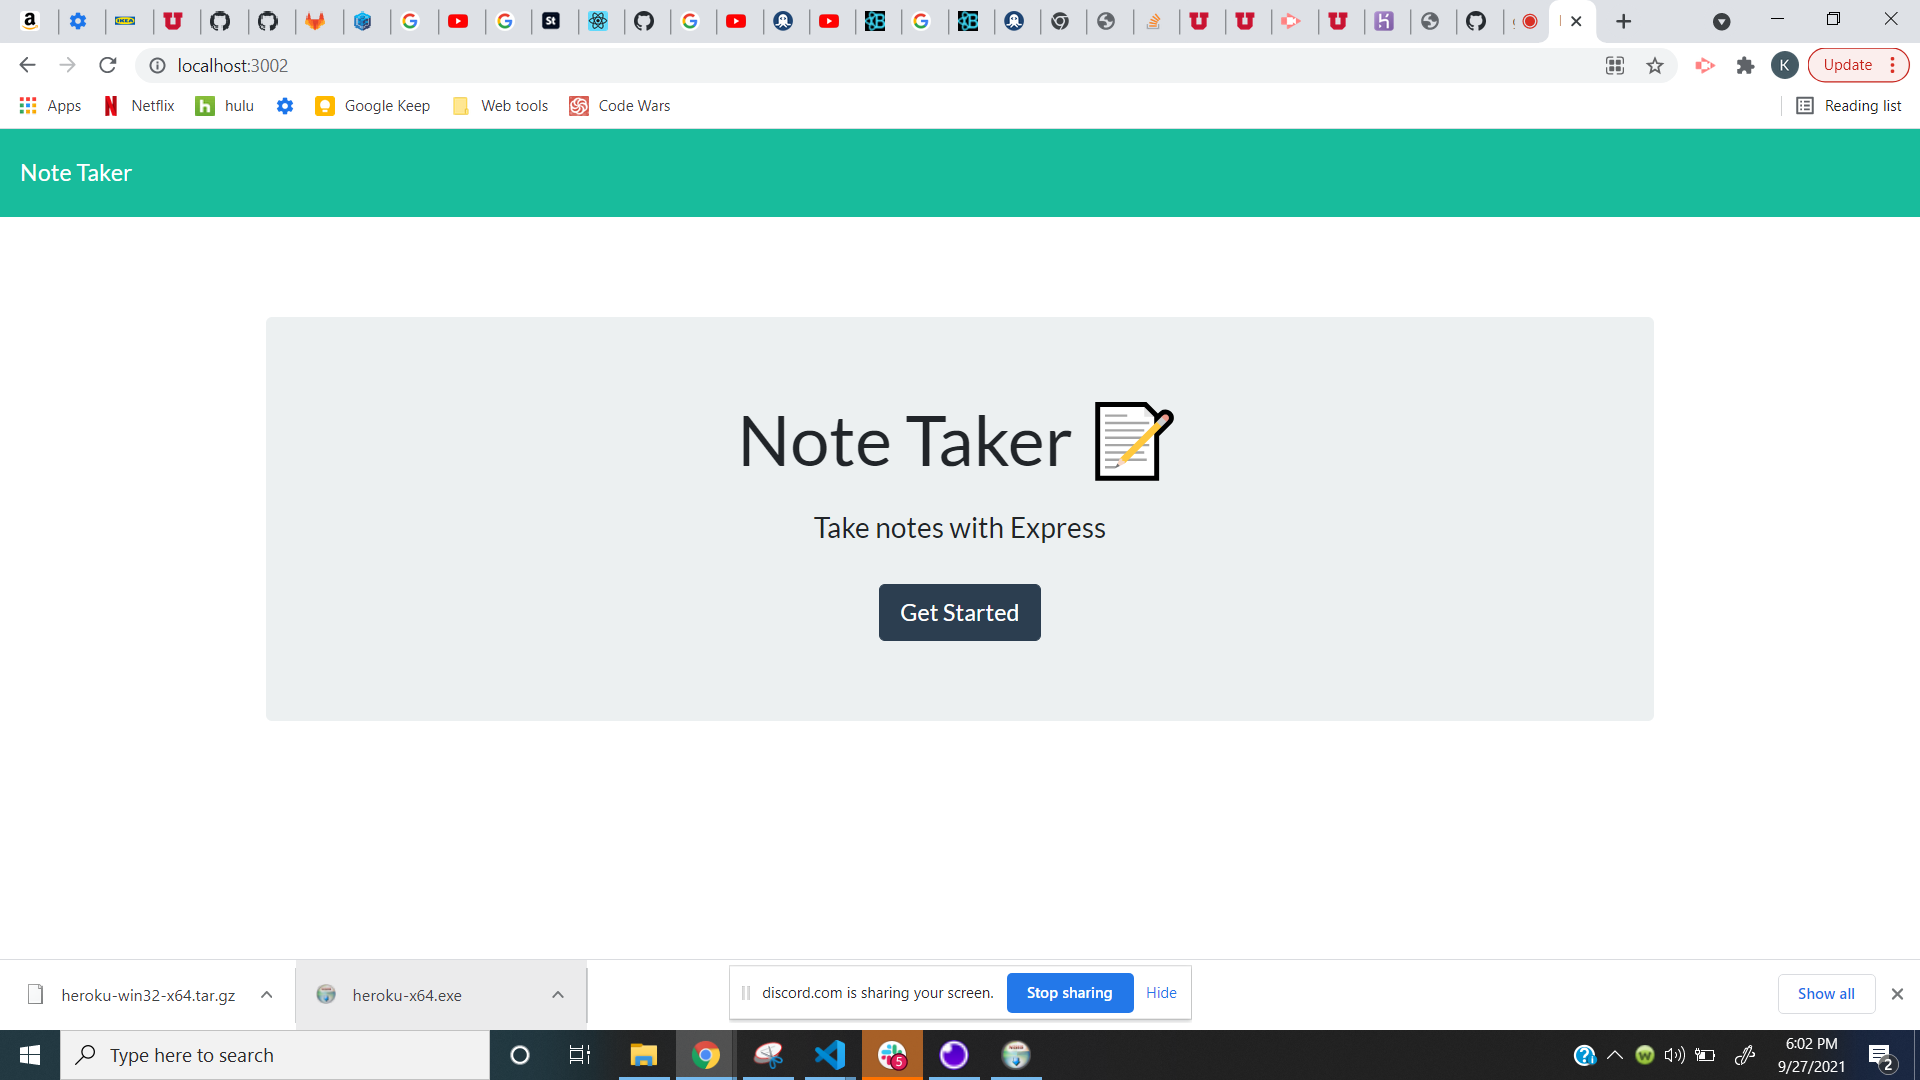 localhost:3002
Update
Apps
Netflix
hulu
Google Keep
Web tools
Code Wars
Reading list
Note Taker
Note Taker
Take notes with Express
Get Started
heroku-win32-x64.tar.gz
heroku-x64.exe
discord.com is sharing your screen.
Stop sharing
Hide
Show all
Type here to search
5
6:02 PM
9/27/2021
2